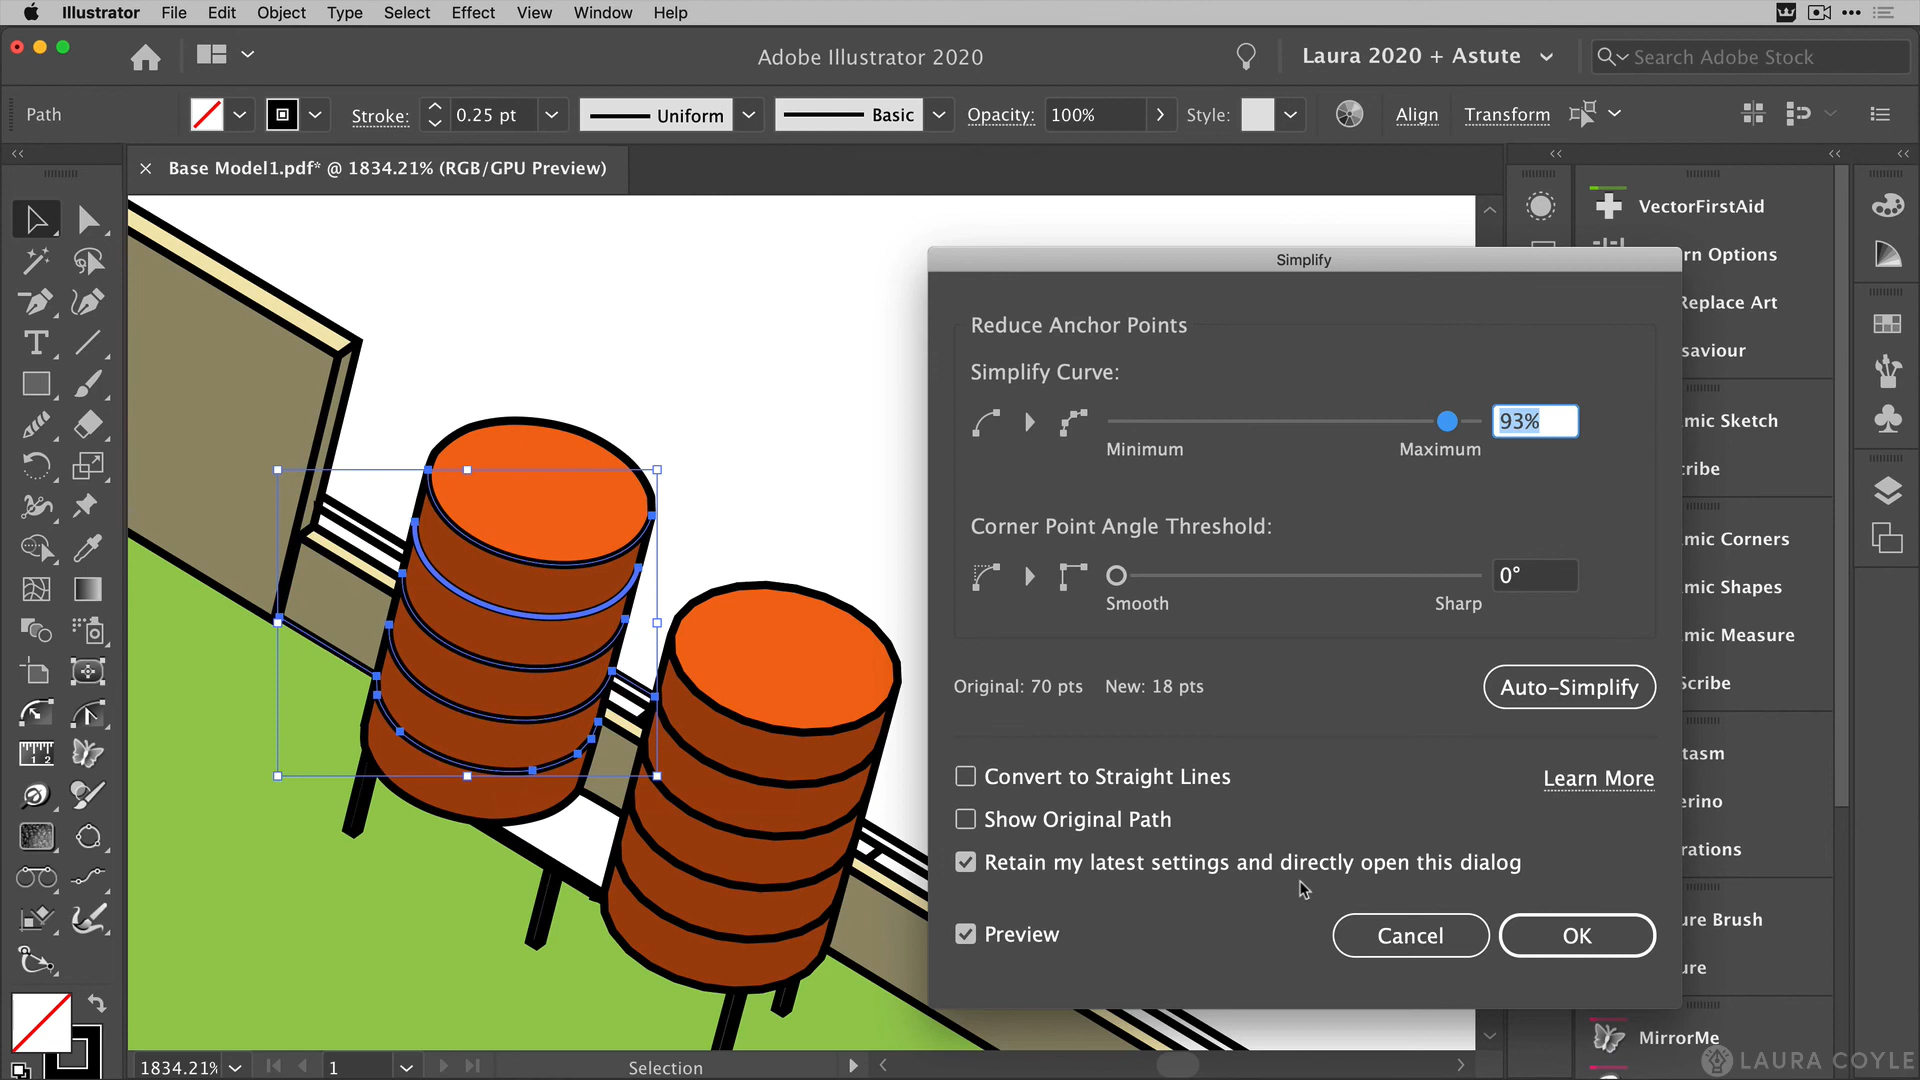 Illustrator File Edit Object Type Select Effect View Window Help
Adobe Illustrator 2020
Laura 2020 + Astute
Search Adobe Stock
Path
Stroke:
0.25 pt
Uniform
Basic
Opacity:
100%
Style:
Align
Transform
× Base Model1.pdf* @ 1834.21% (RGB/GPU Preview)
VectorFirstAid
rn Options
Replace Art
saviour
mic Sketch
cribe
mic Corners
mic Shapes
mic Measure
Scribe
tasm
erino
rations
ure Brush
ure
MirrorMe
Simplify
Reduce Anchor Points
Simplify Curve:
93%
Minimum
Maximum
Corner Point Angle Threshold:
0°
Smooth
Sharp
Original: 70 pts
New: 18 pts
Auto-Simplify
Convert to Straight Lines
Learn More
Show Original Path
Retain my latest settings and directly open this dialog
Preview
Cancel
OK
1834.21%
1
Selection
LAURA COYLE